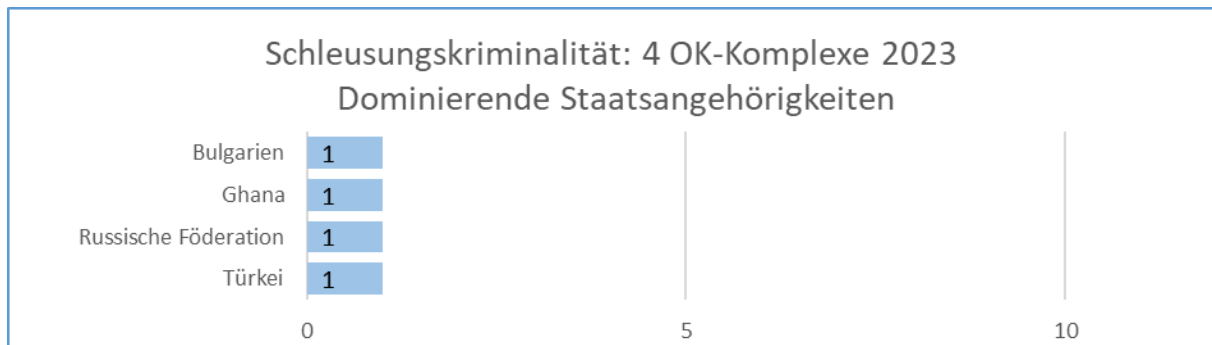 Schleusungskriminalität: 4 OK-Komplexe 2023
Dominierende Staatsangehörigkeiten
Bulgarien 1
Ghana 1
Russische Föderation 1
Türkei 1
0 5 10